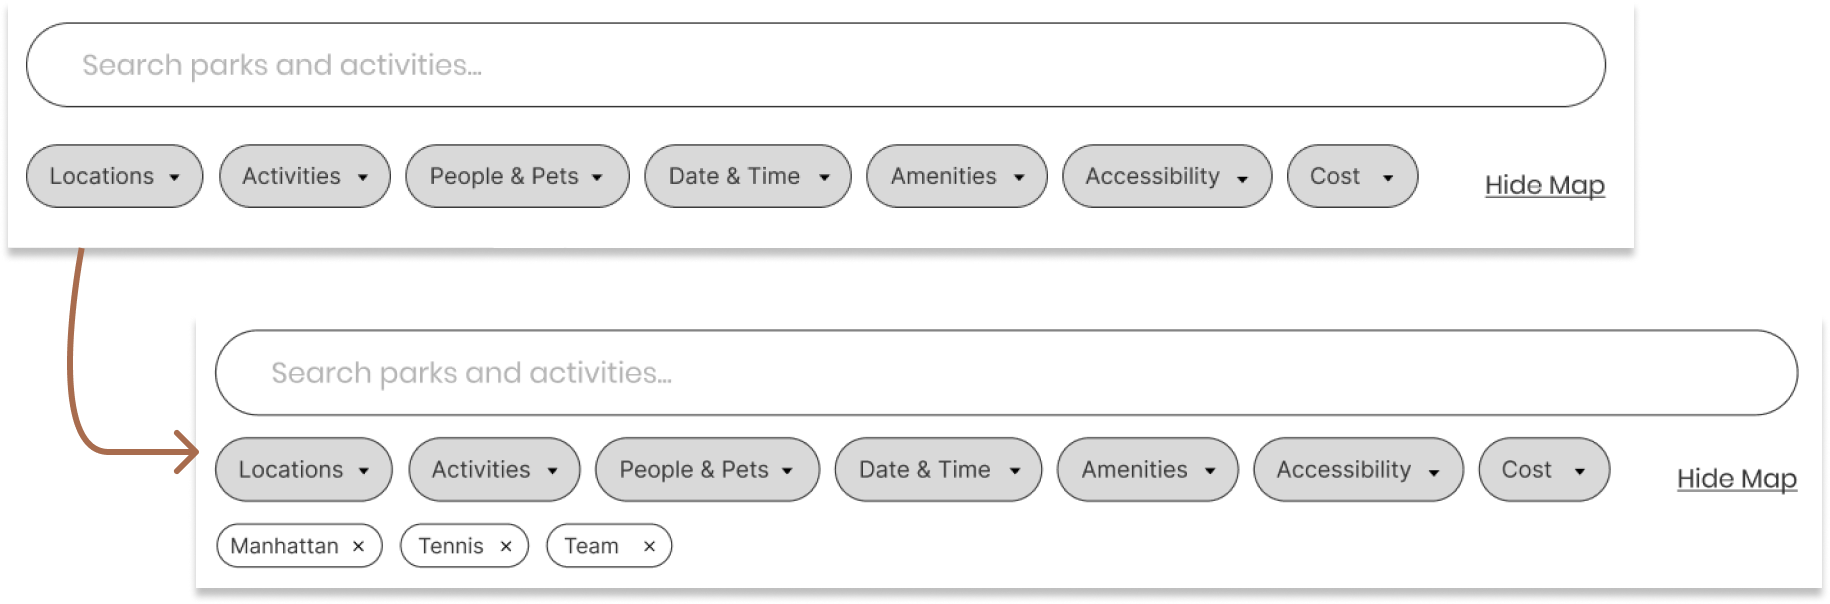 Search parks and activities...
Locations Activities People & Pets Date & Time Amenities Accessibility Cost Hide Map
Search parks and activities...
Locations Activities People & Pets Date & Time Amenities Accessibility Cost Hide Map
Manhattan × Tennis × Team ×